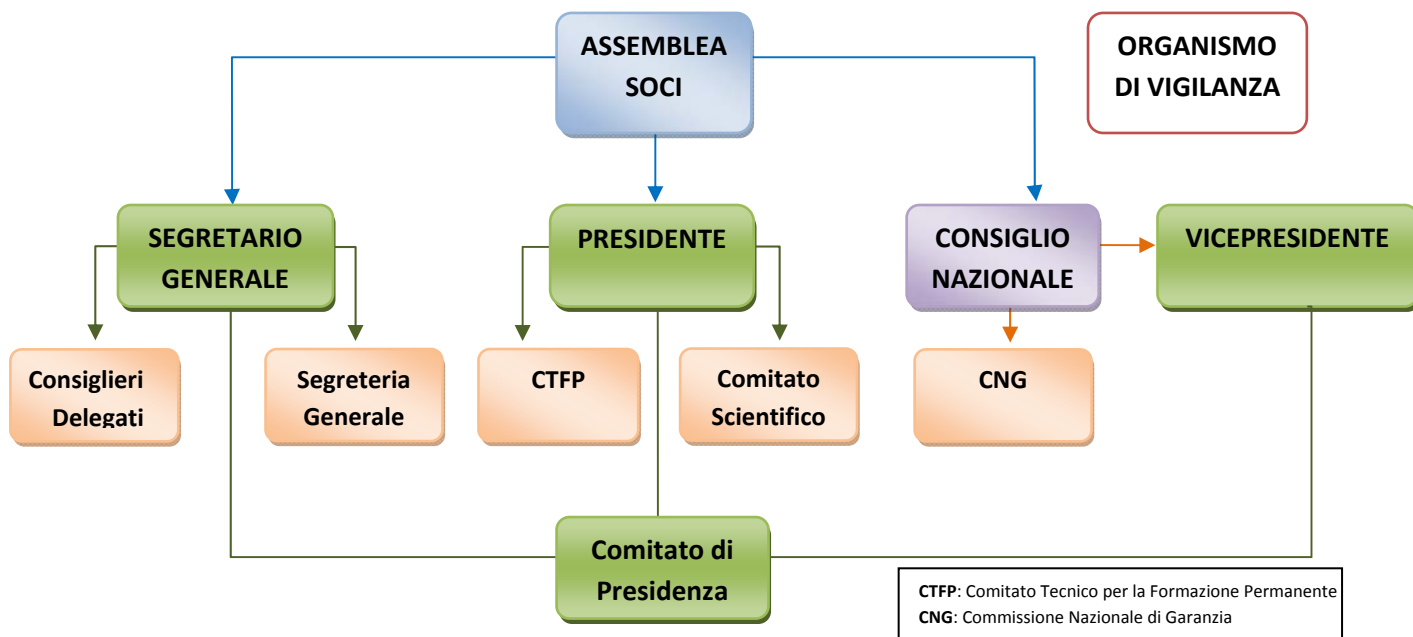 ASSEMBLEA
SOCI
ORGANISMO
DI VIGILANZA
SEGRETARIO
GENERALE
PRESIDENTE
CONSIGLIO
NAZIONALE
VICEPRESIDENTE
Consiglieri
Delegati
Segreteria
Generale
CTFP
Comitato
Scientifico
CNG
Comitato di
Presidenza
CTFP: Comitato Tecnico per la Formazione Permanente
CNG: Commissione Nazionale di Garanzia